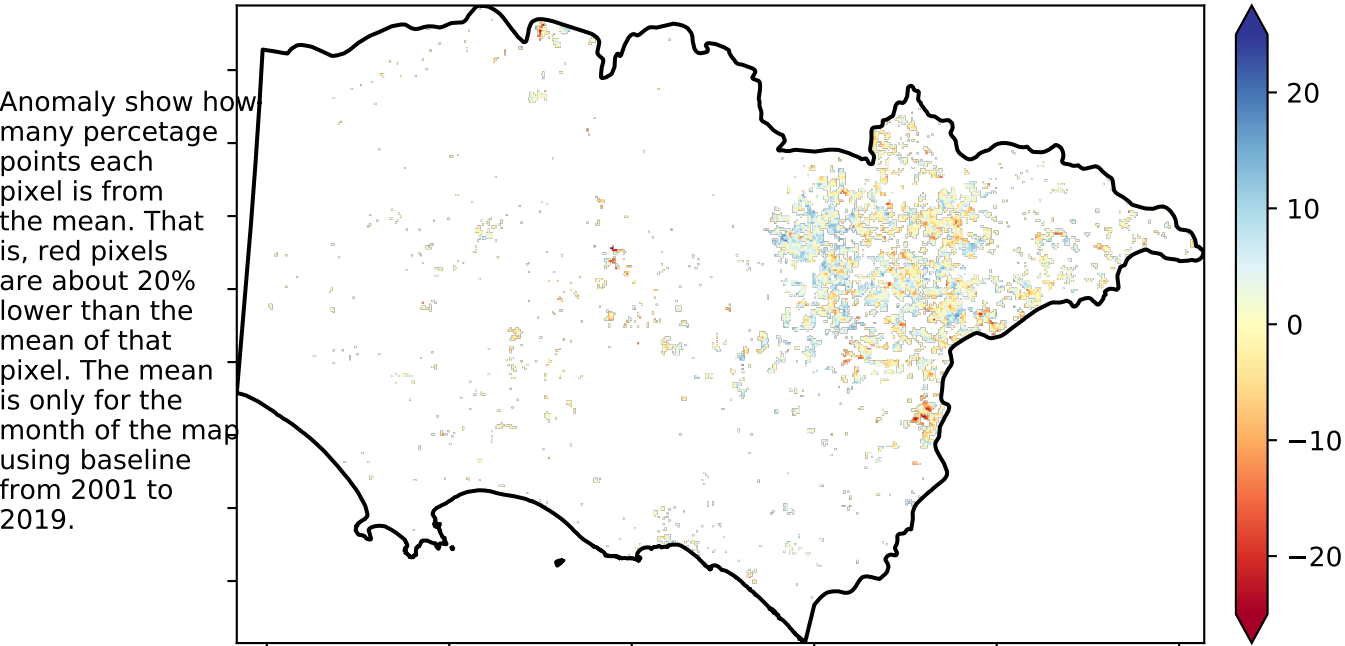 Anomaly show how
many percetage
points each
pixel is from
the mean. That
is, red pixels
are about 20%
lower than the
mean of that
pixel. The mean
is only for the
month of the map
using baseline
from 2001 to
2019.
20
10
0
−10
−20